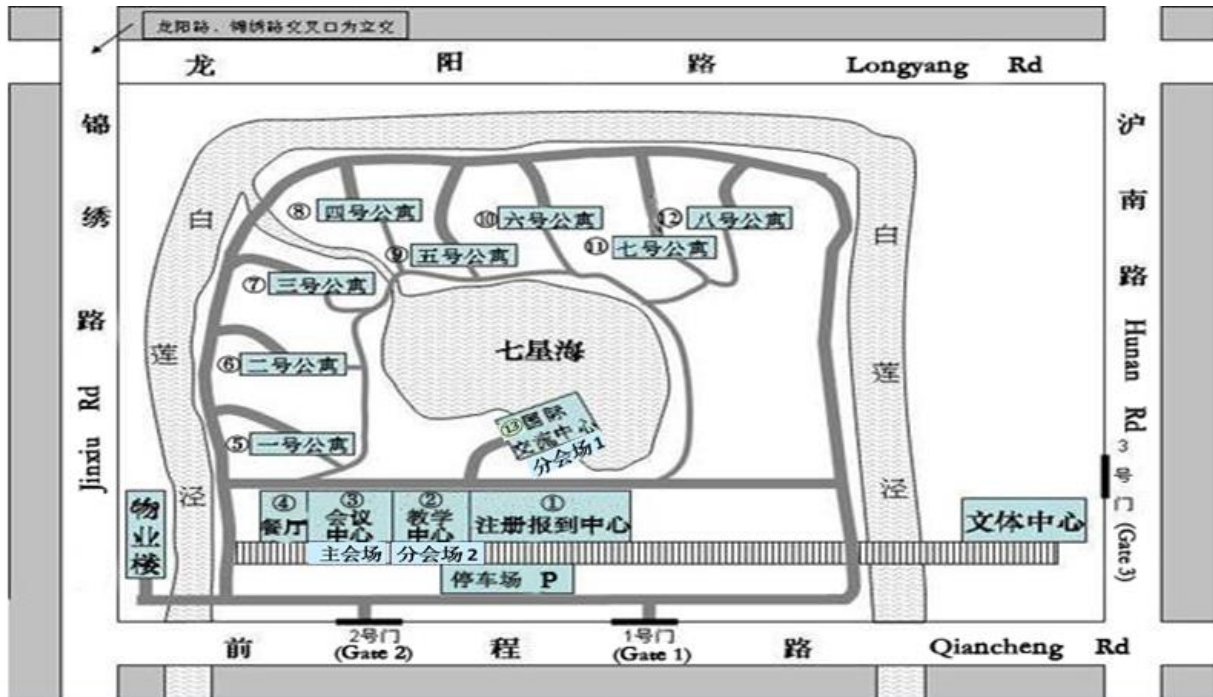 龙阳路、锦绣路交叉口为立交
龙 阳 路 Longyang Rd
锦绣路 Jinxiu Rd
沪南路 Hunan Rd
白莲泾
白莲泾
⑧ 四号公寓
⑩ 六号公寓
⑫ 八号公寓
⑨ 五号公寓
⑪ 七号公寓
⑦ 三号公寓
七星海
⑥ 二号公寓
⑬国际
交流中心
分会场1
⑤ 一号公寓
3号门 (Gate 3)
物业楼
④
餐厅
③
会议
中心
主会场
②
教学
中心
分会场2
①
注册报到中心
文体中心
停车场 P
2号门
(Gate 2)
1号门
(Gate 1)
前 程 路 Qiancheng Rd